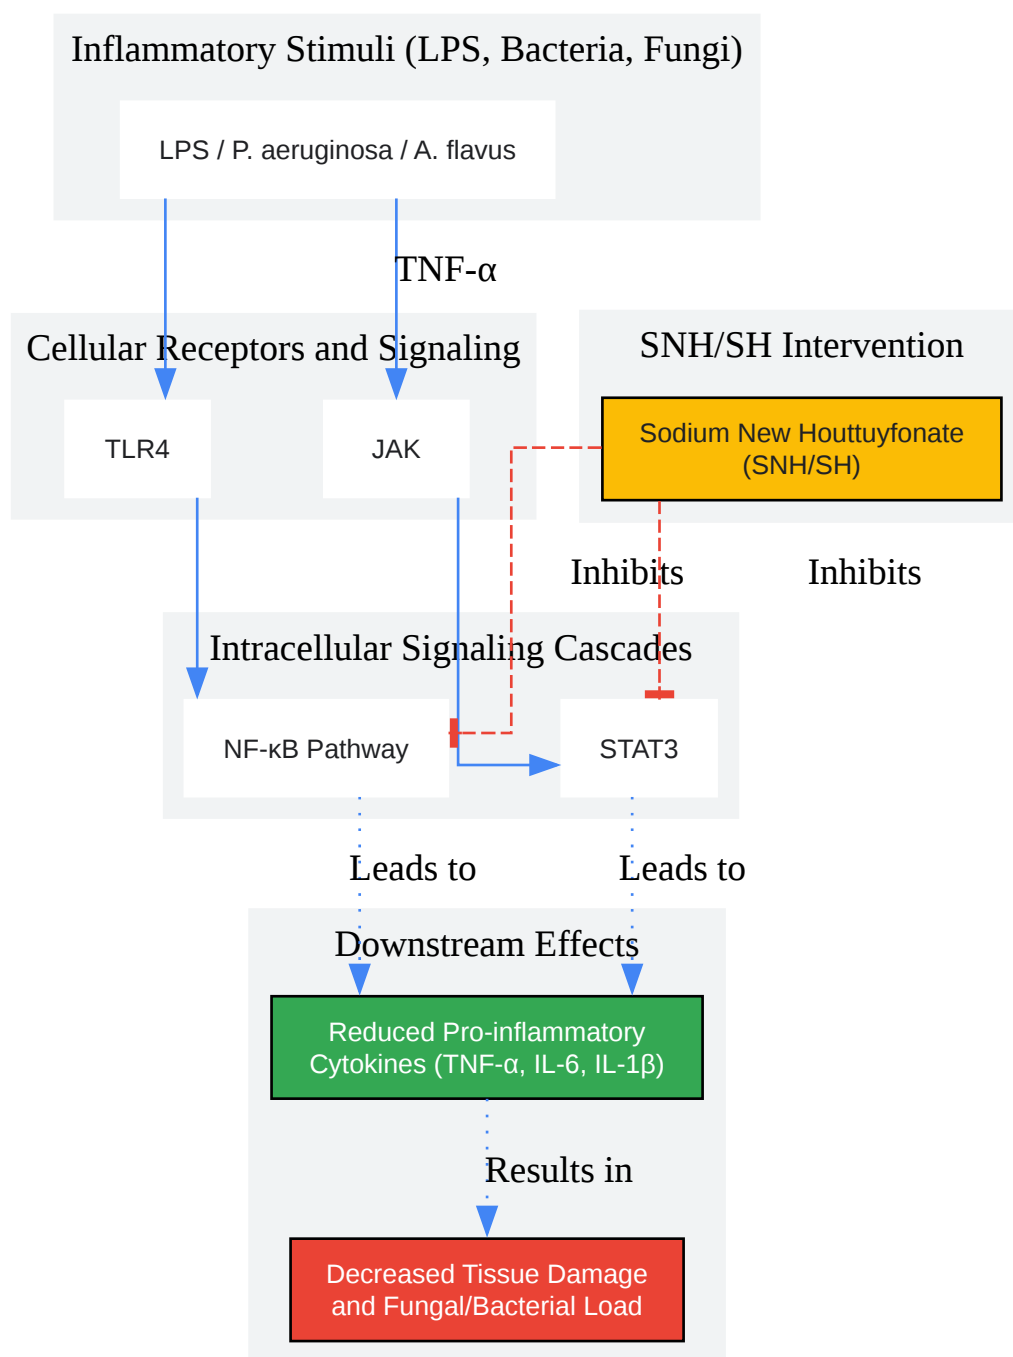 Inflammatory Stimuli (LPS, Bacteria, Fungi)
LPS / P. aeruginosa / A. flavus
TNF-α
Cellular Receptors and Signaling
TLR4
JAK
SNH/SH Intervention
Sodium New Houttuyfonate
(SNH/SH)
Inhibits
Inhibits
Intracellular Signaling Cascades
NF-κB Pathway
STAT3
Leads to
Leads to
Downstream Effects
Reduced Pro-inflammatory
Cytokines (TNF-α, IL-6, IL-1β)
Results in
Decreased Tissue Damage
and Fungal/Bacterial Load